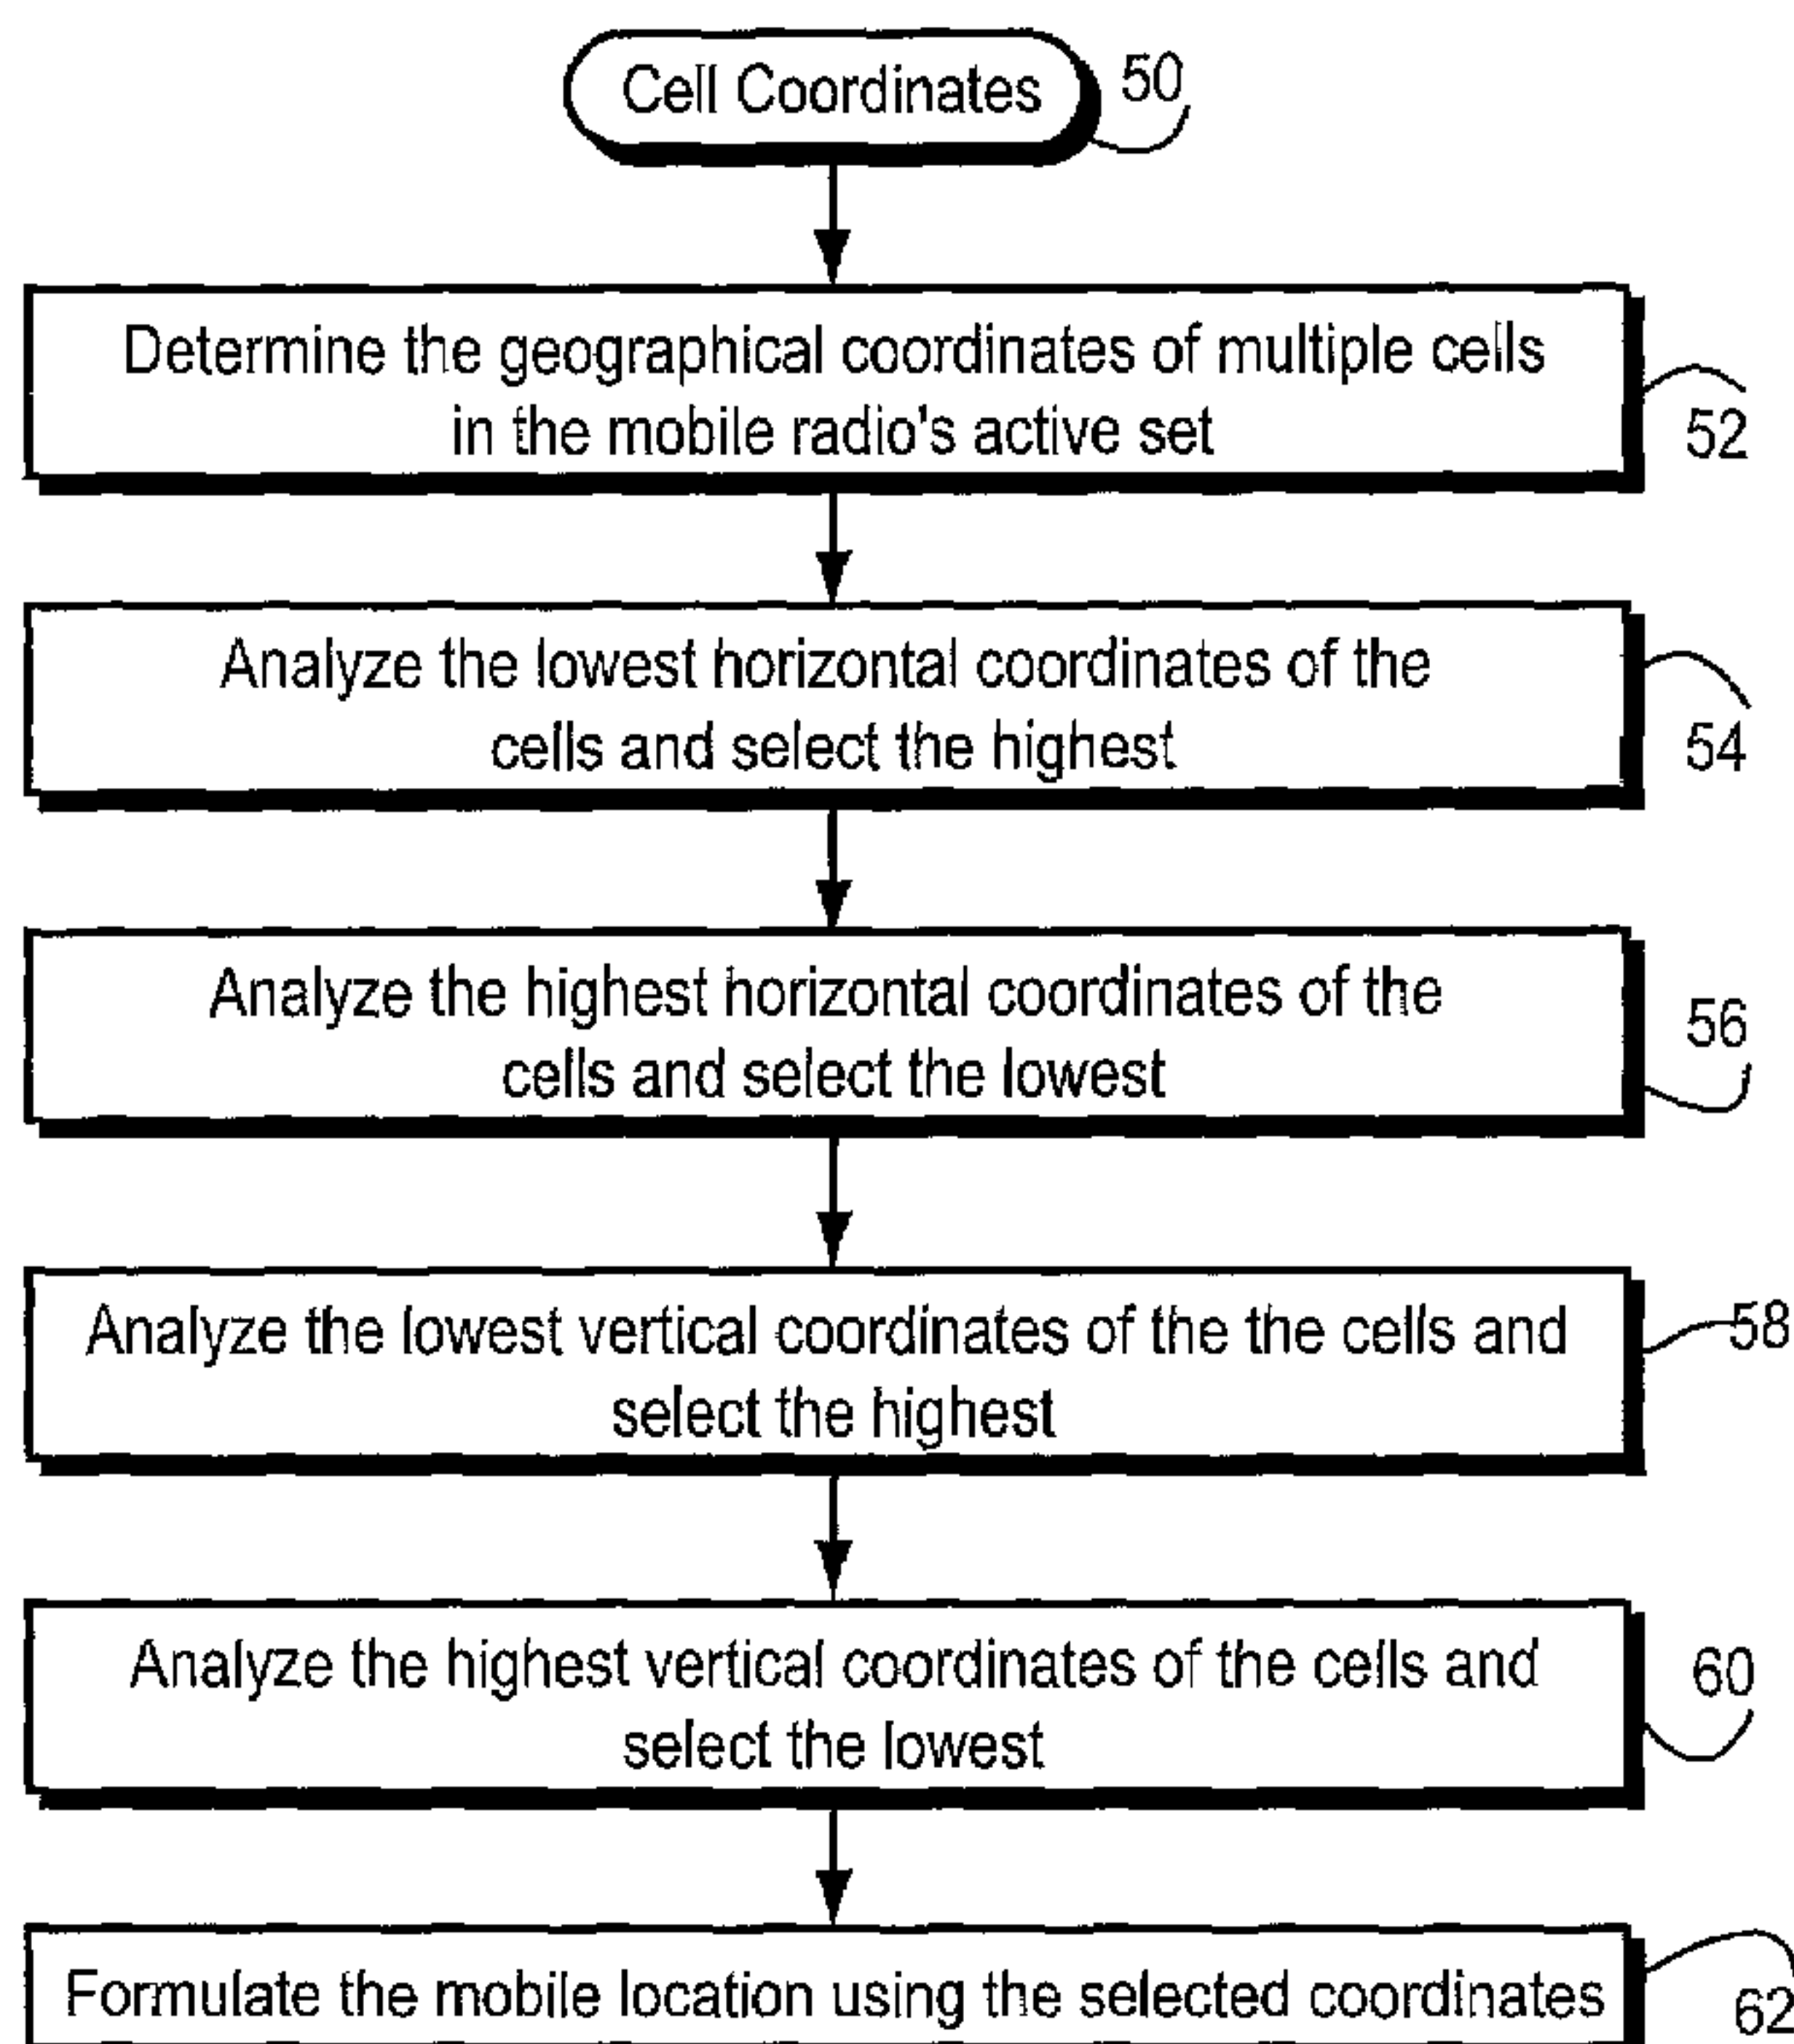 Cell Coordinates
50
Determine the geographical coordinates of multiple cells
in the mobile radio's active set
52
Analyze the lowest horizontal coordinates of the
cells and select the highest
54
Analyze the highest horizontal coordinates of the
cells and select the lowest
56
Analyze the lowest vertical coordinates of the the cells and
select the highest
58
Analyze the highest vertical coordinates of the cells and
select the lowest
60
Formulate the mobile location using the selected coordinates
62